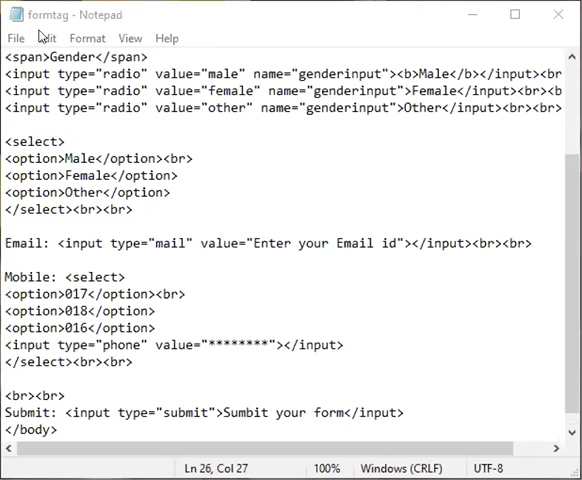 formtag - Notepad
File Edit Format View Help
<span>Gender</span>
<input type="radio" value="male" name="genderinput"><b>Male</b></input><br
<input type="radio" value="female" name="genderinput">Female</input><br><b
<input type="radio" value="other" name="genderinput">Other</input><br><br>
<select>
<option>Male</option><br>
<option>Female</option>
<option>Other</option>
</select><br><br>
Email: <input type="mail" value="Enter your Email id"></input><br><br>
Mobile: <select>
<option>017</option><br>
<option>018</option>
<option>016</option>
<input type="phone" value="********"></input>
</select><br><br>
<br><br>
Submit: <input type="submit">Sumbit your form</input>
</body>
Ln 26, Col 27 100% Windows (CRLF) UTF-8